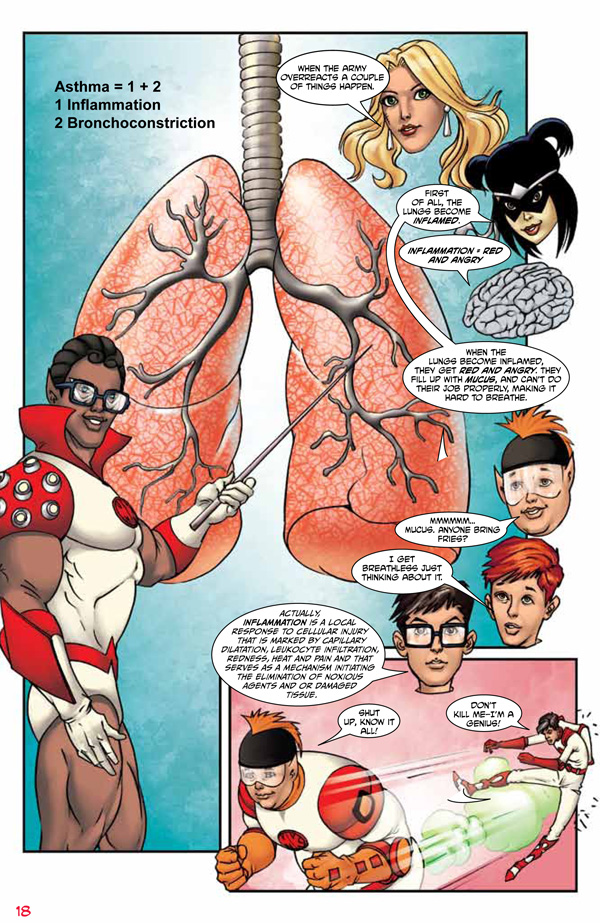 Asthma = 1 + 2
1 Inflammation
2 Bronchoconstriction
WHEN THE ARMY
OVERREACTS A COUPLE
OF THINGS HAPPEN.
FIRST
OF ALL, THE
LUNGS BECOME
INFLAMED.
INFLAMMATION = RED
AND ANGRY
WHEN THE
LUNGS BECOME INFLAMED,
THEY GET RED AND ANGRY. THEY
FILL UP WITH MUCUS, AND CAN'T DO
THEIR JOB PROPERLY, MAKING IT
HARD TO BREATHE.
MMMMMM...
MUCUS. ANYONE BRING
FRIES?
I GET
BREATHLESS JUST
THINKING ABOUT IT.
ACTUALLY,
INFLAMMATION IS A LOCAL
RESPONSE TO CELLULAR INJURY
THAT IS MARKED BY CAPILLARY
DILATATION, LEUKOCYTE INFILTRATION,
REDNESS, HEAT AND PAIN AND THAT
SERVES AS A MECHANISM INITIATING
THE ELIMINATION OF NOXIOUS
AGENTS AND OR DAMAGED
TISSUE.
SHUT
UP, KNOW IT
ALL!
DON'T
KILL ME-I'M A
GENIUS!
18